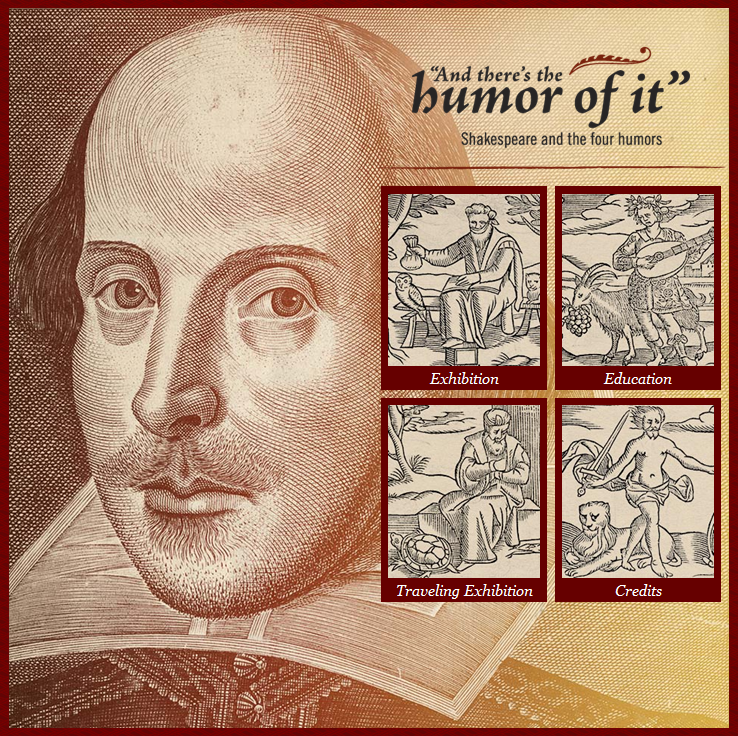 “And there’s the
humor of it”
Shakespeare and the four humors
Exhibition
Education
Traveling Exhibition
Credits